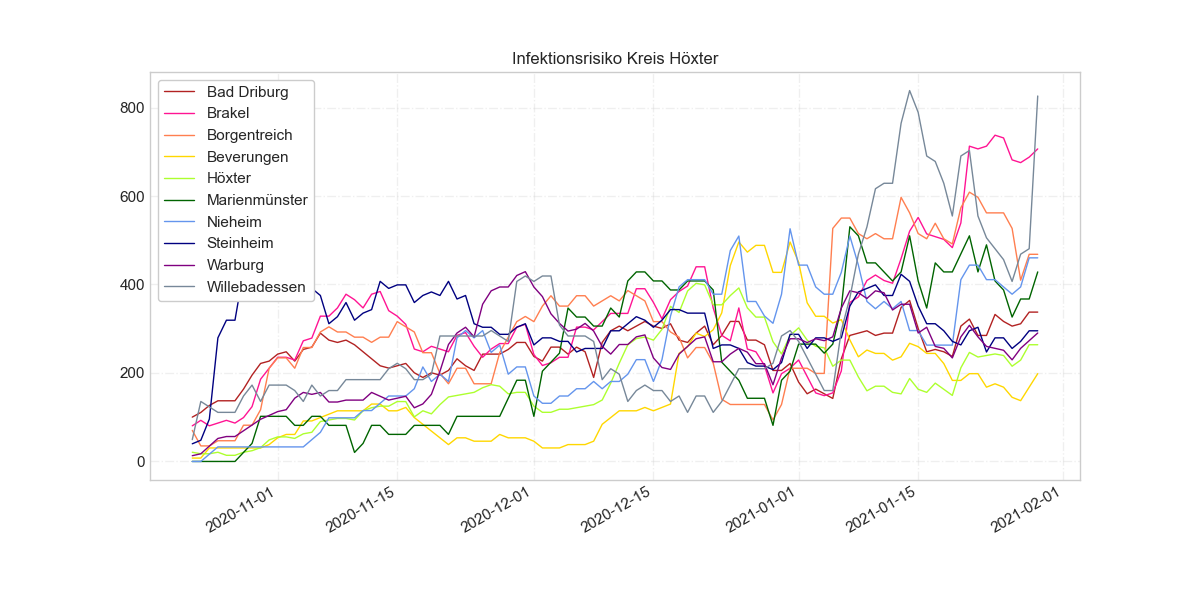 Infektionsrisiko Kreis Höxter
Bad Driburg
Brakel
Borgentreich
Beverungen
Höxter
Marienmünster
Nieheim
Steinheim
Warburg
Willebadessen
800
600
400
200
0
2020-11-01
2020-11-15
2020-12-01
2020-12-15
2021-01-01
2021-01-15
2021-02-01